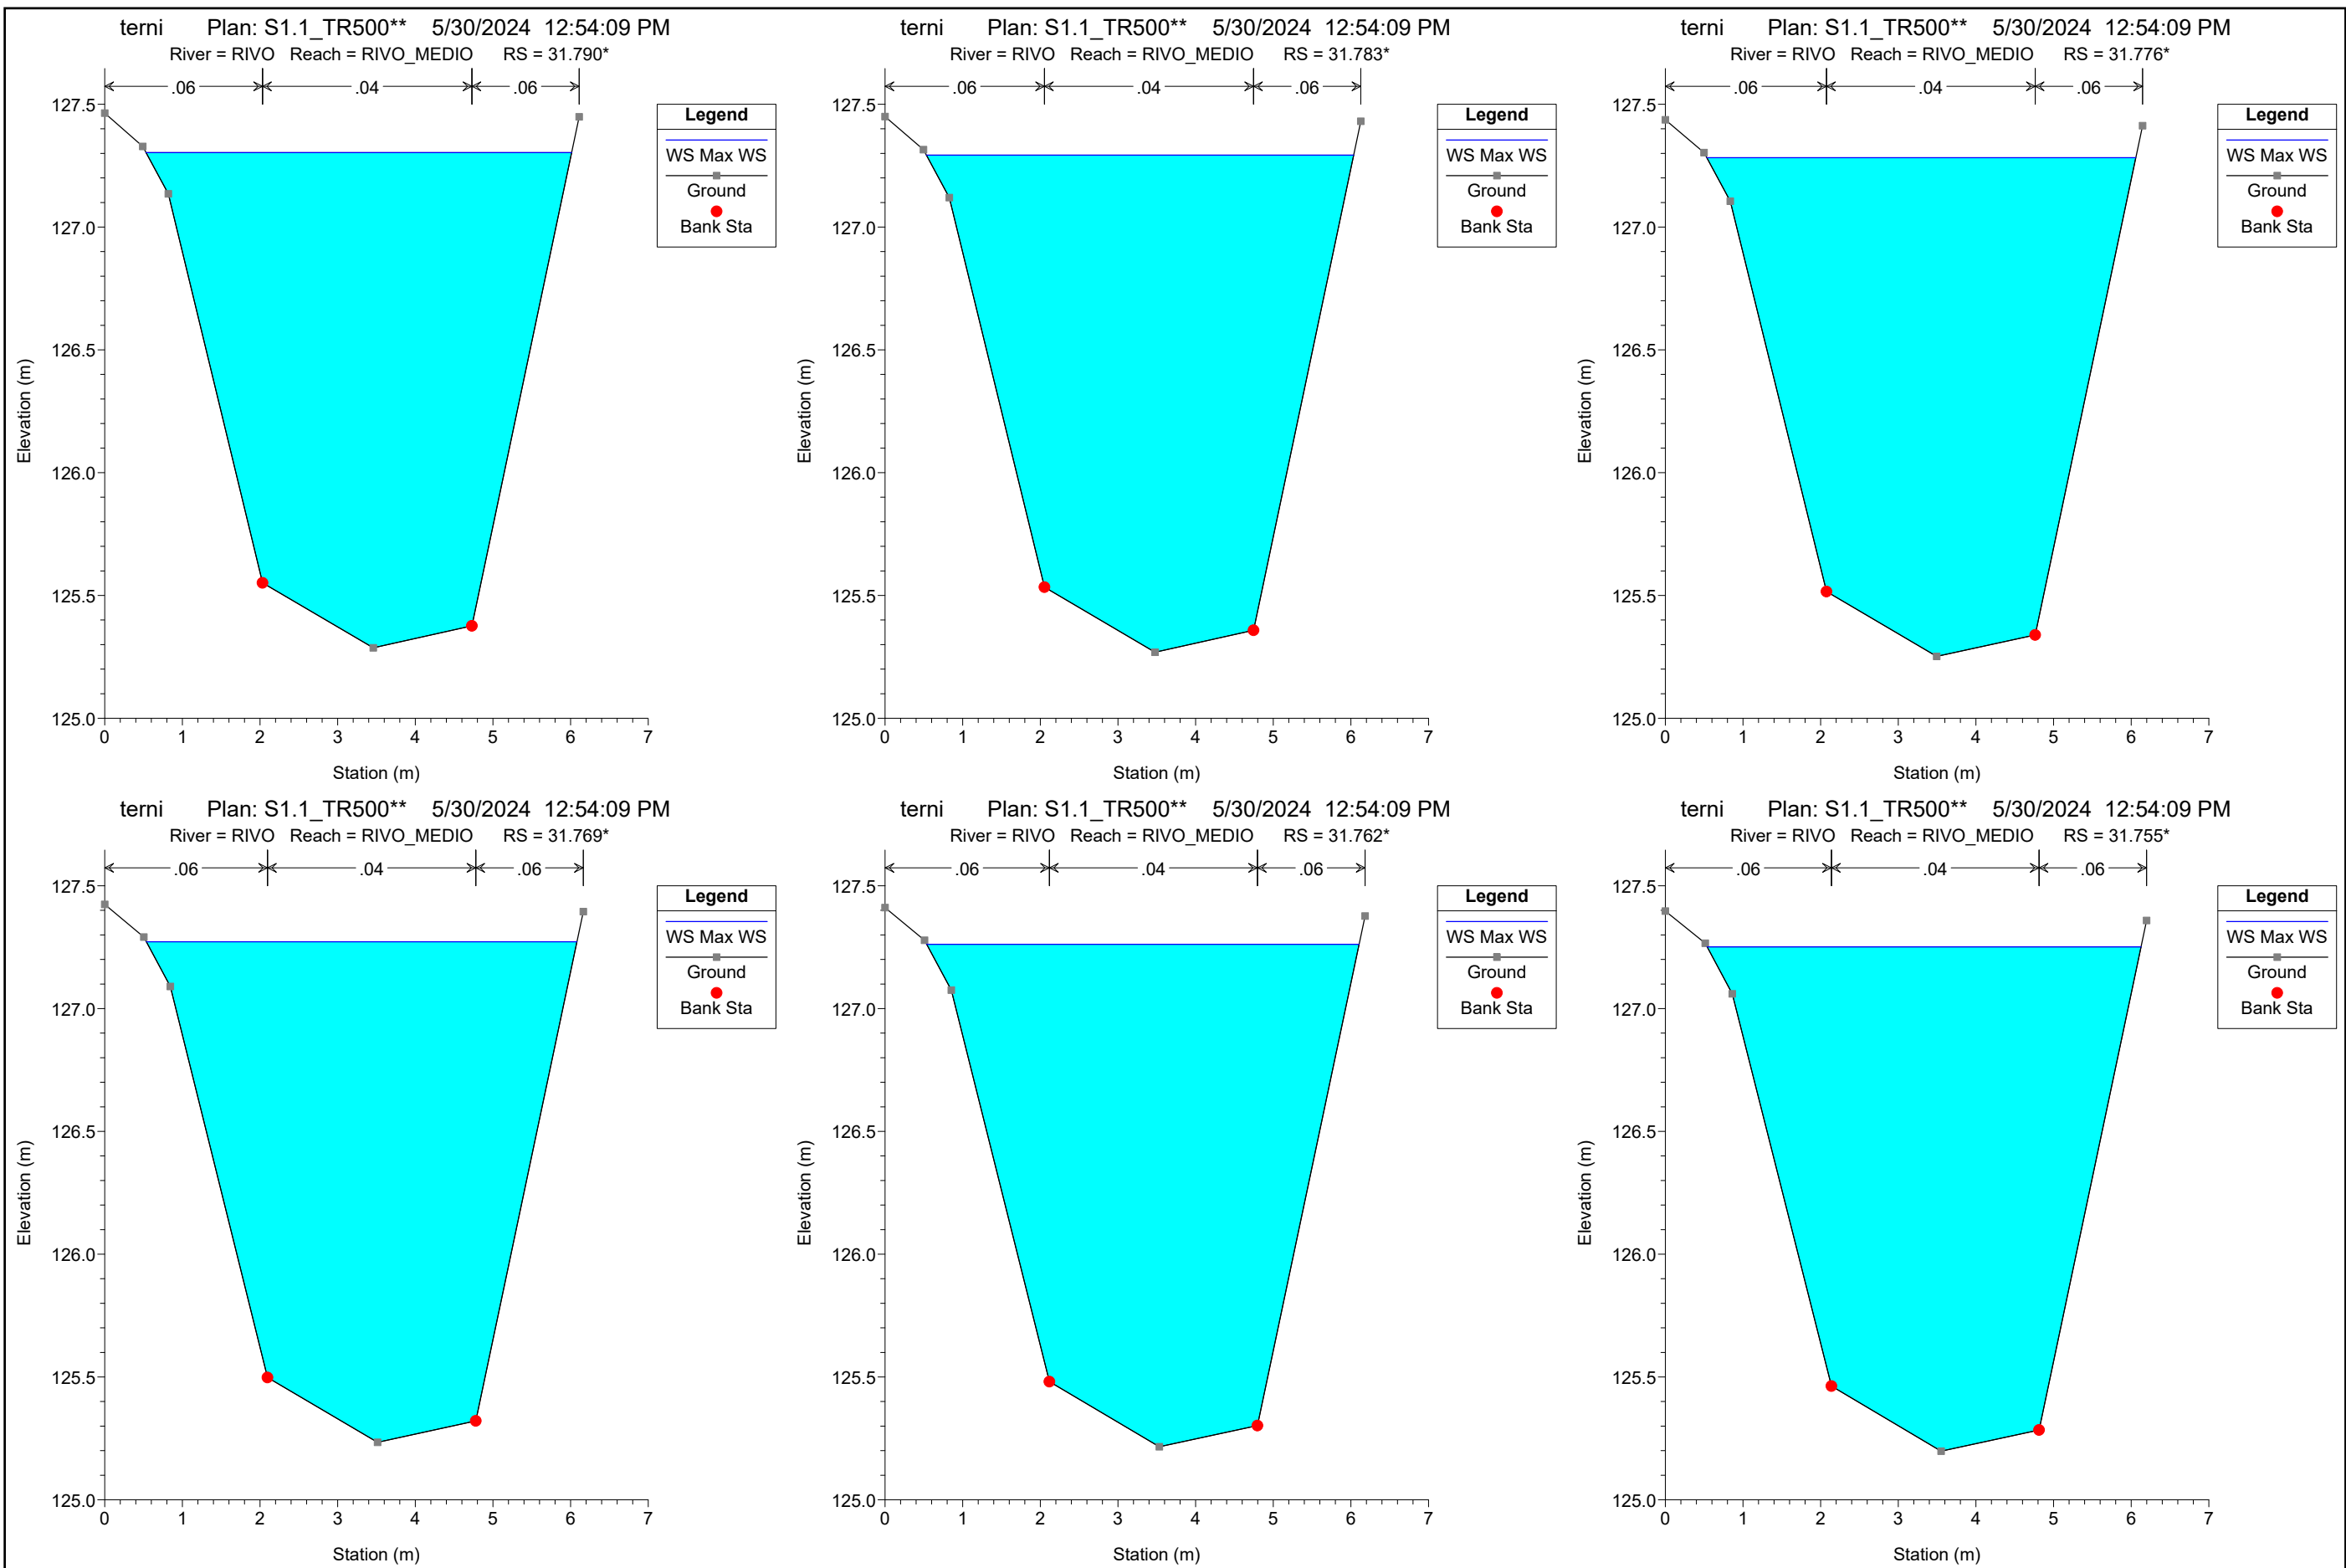 terni Plan: S1.1_TR500** 5/30/2024 12:54:09 PM
River = RIVO Reach = RIVO_MEDIO RS = 31.790*
.06 .04 .06
Legend
WS Max WS
Ground
Bank Sta
127.5
127.0
126.5
126.0
125.5
125.0
Elevation (m)
0 1 2 3 4 5 6 7
Station (m)
terni Plan: S1.1_TR500** 5/30/2024 12:54:09 PM
River = RIVO Reach = RIVO_MEDIO RS = 31.783*
.06 .04 .06
Legend
WS Max WS
Ground
Bank Sta
127.5
127.0
126.5
126.0
125.5
125.0
Elevation (m)
0 1 2 3 4 5 6 7
Station (m)
terni Plan: S1.1_TR500** 5/30/2024 12:54:09 PM
River = RIVO Reach = RIVO_MEDIO RS = 31.776*
.06 .04 .06
Legend
WS Max WS
Ground
Bank Sta
127.5
127.0
126.5
126.0
125.5
125.0
Elevation (m)
0 1 2 3 4 5 6 7
Station (m)
terni Plan: S1.1_TR500** 5/30/2024 12:54:09 PM
River = RIVO Reach = RIVO_MEDIO RS = 31.769*
.06 .04 .06
Legend
WS Max WS
Ground
Bank Sta
127.5
127.0
126.5
126.0
125.5
125.0
Elevation (m)
0 1 2 3 4 5 6 7
Station (m)
terni Plan: S1.1_TR500** 5/30/2024 12:54:09 PM
River = RIVO Reach = RIVO_MEDIO RS = 31.762*
.06 .04 .06
Legend
WS Max WS
Ground
Bank Sta
127.5
127.0
126.5
126.0
125.5
125.0
Elevation (m)
0 1 2 3 4 5 6 7
Station (m)
terni Plan: S1.1_TR500** 5/30/2024 12:54:09 PM
River = RIVO Reach = RIVO_MEDIO RS = 31.755*
.06 .04 .06
Legend
WS Max WS
Ground
Bank Sta
127.5
127.0
126.5
126.0
125.5
125.0
Elevation (m)
0 1 2 3 4 5 6 7
Station (m)